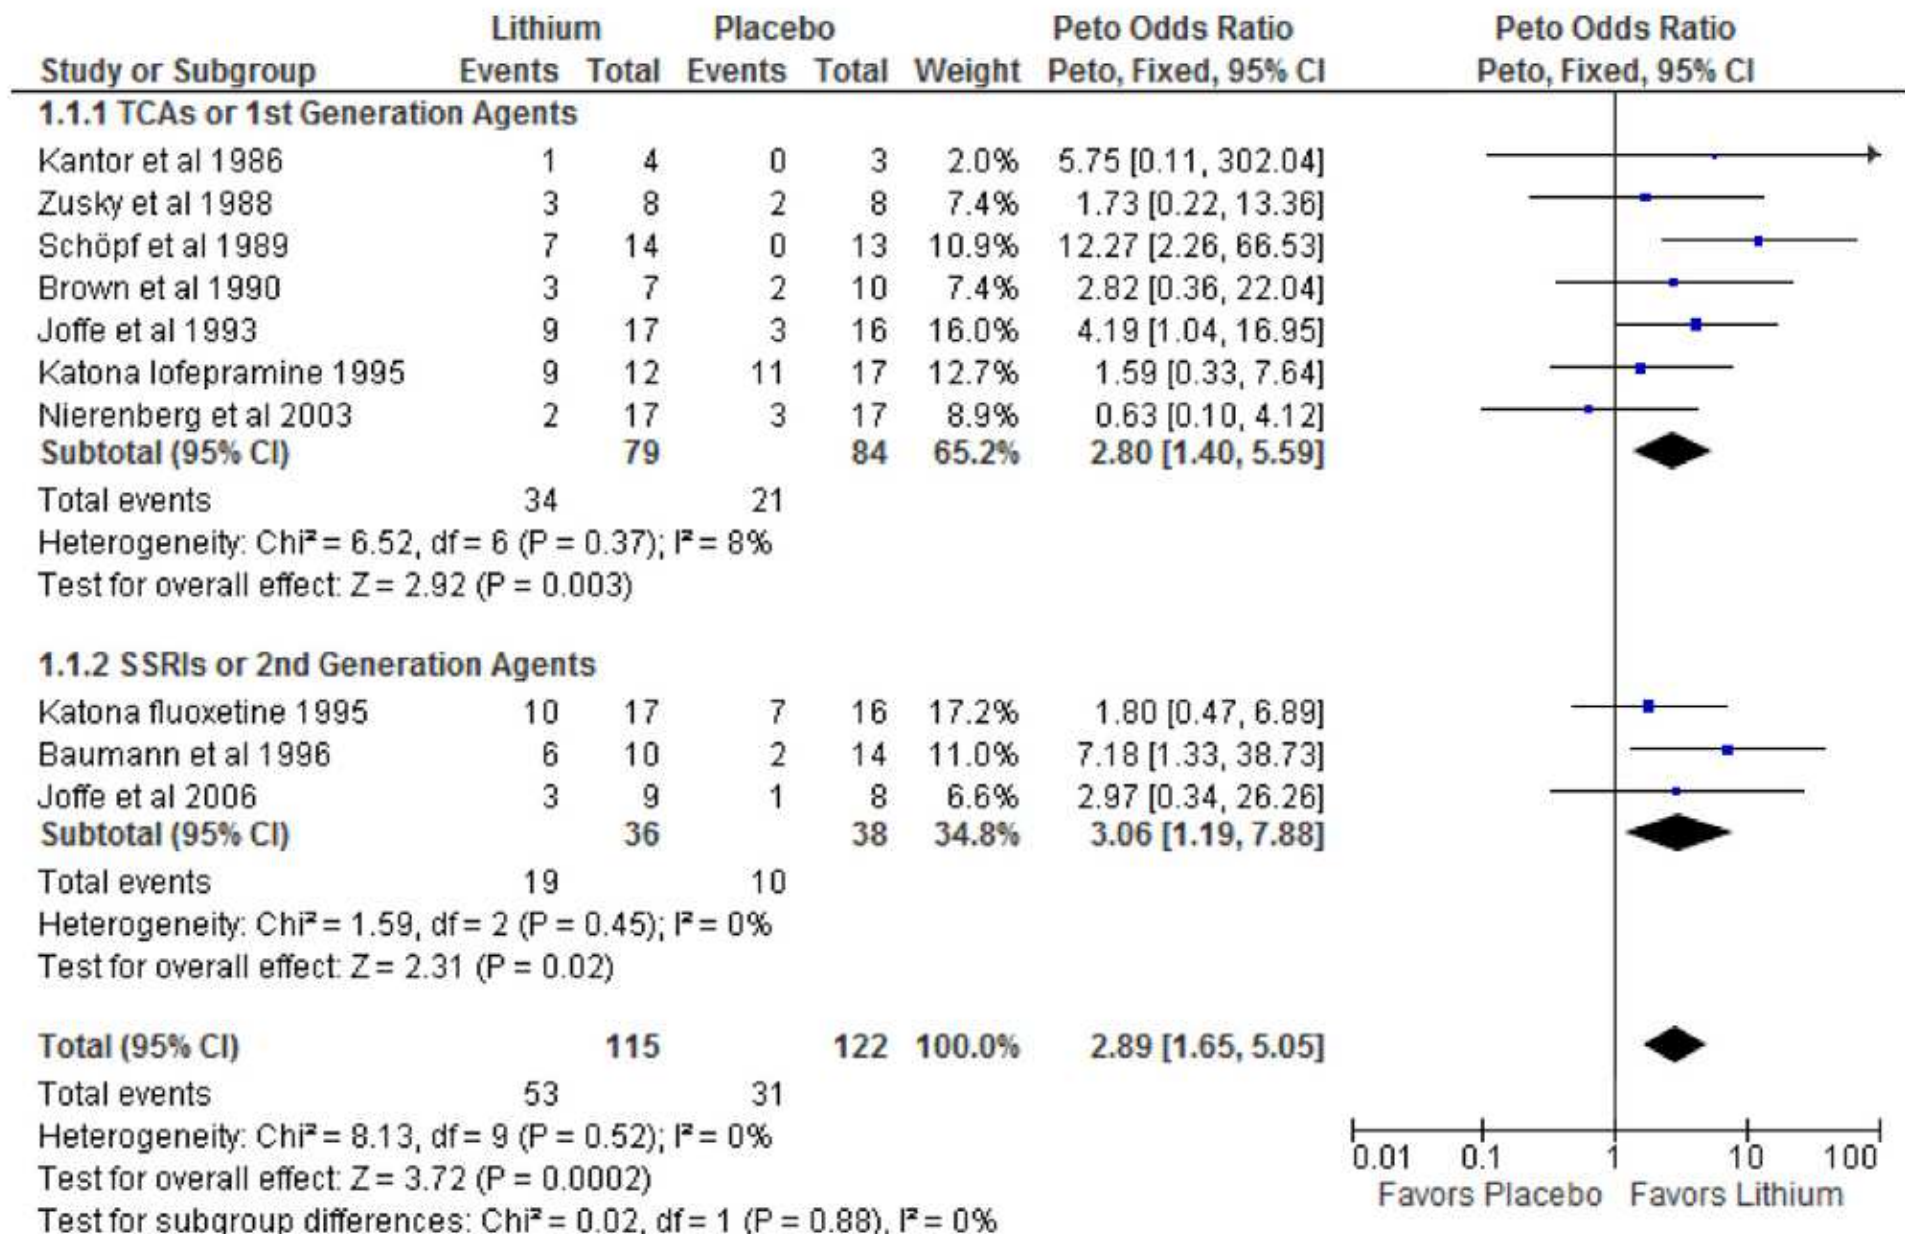 Lithium Placebo Peto Odds Ratio Peto Odds Ratio
Study or Subgroup Events Total Events Total Weight Peto, Fixed, 95% CI Peto, Fixed, 95% CI
1.1.1 TCAs or 1st Generation Agents
Kantor et al 1986 1 4 0 3 2.0% 5.75 [0.11, 302.04]
Zusky et al 1988 3 8 2 8 7.4% 1.73 [0.22, 13.36]
Schöpf et al 1989 7 14 0 13 10.9% 12.27 [2.26, 66.53]
Brown et al 1990 3 7 2 10 7.4% 2.82 [0.36, 22.04]
Joffe et al 1993 9 17 3 16 16.0% 4.19 [1.04, 16.95]
Katona lofepramine 1995 9 12 11 17 12.7% 1.59 [0.33, 7.64]
Nierenberg et al 2003 2 17 3 17 8.9% 0.63 [0.10, 4.12]
Subtotal (95% CI) 79 84 65.2% 2.80 [1.40, 5.59]
Total events 34 21
Heterogeneity: Chi² = 6.52, df = 6 (P = 0.37); I² = 8%
Test for overall effect: Z = 2.92 (P = 0.003)
1.1.2 SSRIs or 2nd Generation Agents
Katona fluoxetine 1995 10 17 7 16 17.2% 1.80 [0.47, 6.89]
Baumann et al 1996 6 10 2 14 11.0% 7.18 [1.33, 38.73]
Joffe et al 2006 3 9 1 8 6.6% 2.97 [0.34, 26.26]
Subtotal (95% CI) 36 38 34.8% 3.06 [1.19, 7.88]
Total events 19 10
Heterogeneity: Chi² = 1.59, df = 2 (P = 0.45); I² = 0%
Test for overall effect: Z = 2.31 (P = 0.02)
Total (95% CI) 115 122 100.0% 2.89 [1.65, 5.05]
Total events 53 31
Heterogeneity: Chi² = 8.13, df = 9 (P = 0.52); I² = 0%
Test for overall effect: Z = 3.72 (P = 0.0002)
Test for subgroup differences: Chi² = 0.02, df = 1 (P = 0.88), I² = 0%
0.01 0.1 1 10 100
Favors Placebo Favors Lithium